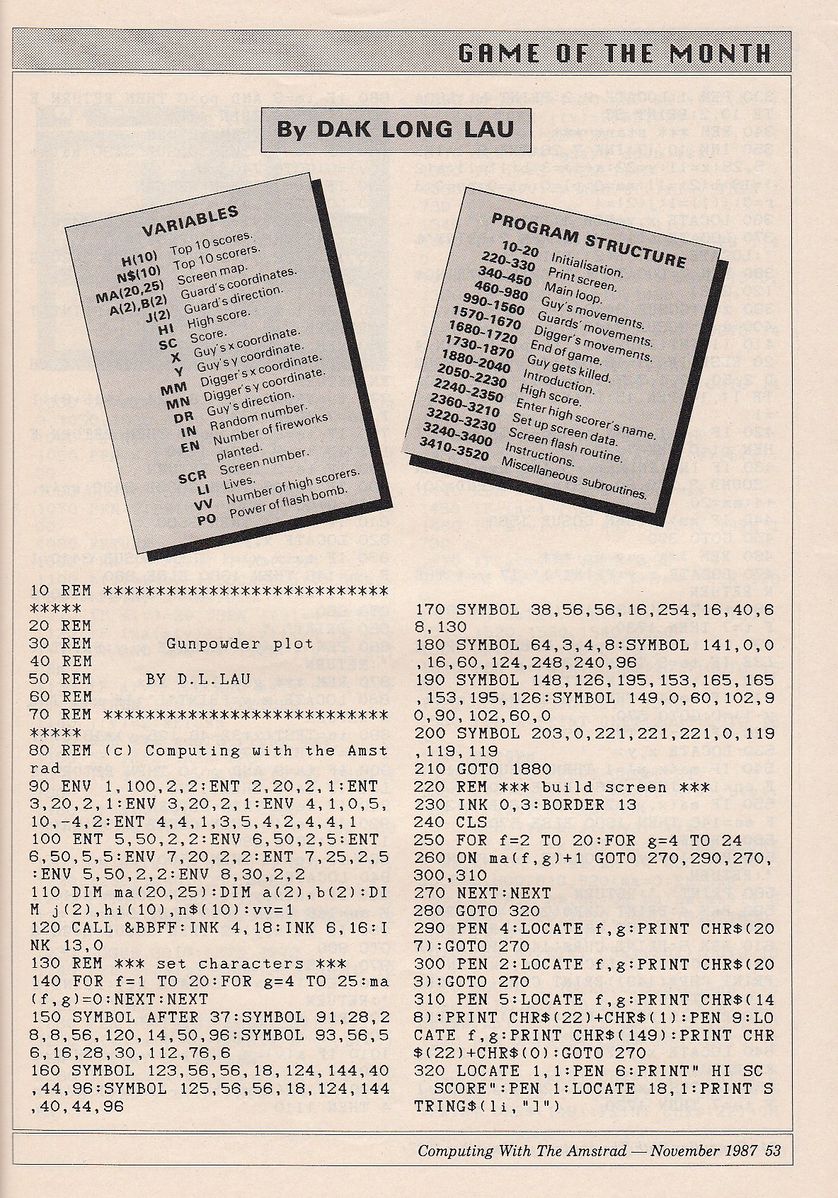 GAME OF THE MONTH
By DAK LONG LAU
VARIABLES
H(10) Top 10 scores.
N$(10) Top 10 scorers.
MA(20,25) Screen map.
A(2),B(2) Guard's coordinates.
J(2) Guard's direction.
HI High score.
SC Score.
X Guy's x coordinate.
Y Guy's y coordinate.
MM Digger's x coordinate.
MN Digger's y coordinate.
DR Guy's direction.
IN Random number.
EN Number of fireworks
planted.
SCR Screen number.
LI Lives.
VV Number of high scorers.
PO Power of flash bomb.
PROGRAM STRUCTURE
10-20 Initialisation.
220-330 Print screen.
340-450 Main loop.
460-980 Guy's movements.
990-1560 Guards' movements.
1570-1670 Digger's movements.
1680-1720 End of game.
1730-1870 Guy gets killed.
1880-2040 Introduction.
2050-2230 High score.
2240-2350 Enter high scorer's name.
2360-3210 Set up screen data.
3220-3230 Screen flash routine.
3240-3400 Instructions.
3410-3520 Miscellaneous subroutines.
10 REM ***************************
*****
20 REM
30 REM Gunpowder plot
40 REM
50 REM BY D.L.LAU
60 REM
70 REM ***************************
*****
80 REM (c) Computing with the Amst
rad
90 ENV 1,100,2,2:ENT 2,20,2,1:ENT
3,20,2,1:ENV 3,20,2,1:ENV 4,1,0,5,
10,-4,2:ENT 4,4,1,3,5,4,2,4,4,1
100 ENT 5,50,2,2:ENV 6,50,2,5:ENT
6,50,5,5:ENV 7,20,2,2:ENT 7,25,2,5
:ENV 5,50,2,2:ENV 8,30,2,2
110 DIM ma(20,25):DIM a(2),b(2):DI
M j(2),hi(10),n$(10):vv=1
120 CALL &BBFF:INK 4,18:INK 6,16:I
NK 13,0
130 REM *** set characters ***
140 FOR f=1 TO 20:FOR g=4 TO 25:ma
(f,g)=0:NEXT:NEXT
150 SYMBOL AFTER 37:SYMBOL 91,28,2
8,8,56,120,14,50,96:SYMBOL 93,56,5
6,16,28,30,112,76,6
160 SYMBOL 123,56,56,18,124,144,40
,44,96:SYMBOL 125,56,56,18,124,144
,40,44,96
170 SYMBOL 38,56,56,16,254,16,40,6
8,130
180 SYMBOL 64,3,4,8:SYMBOL 141,0,0
,16,60,124,248,240,96
190 SYMBOL 148,126,195,153,165,165
,153,195,126:SYMBOL 149,0,60,102,9
0,90,102,60,0
200 SYMBOL 203,0,221,221,221,0,119
,119,119
210 GOTO 1880
220 REM *** build screen ***
230 INK 0,3:BORDER 13
240 CLS
250 FOR f=2 TO 20:FOR g=4 TO 24
260 ON ma(f,g)+1 GOTO 270,290,270,
300,310
270 NEXT:NEXT
280 GOTO 320
290 PEN 4:LOCATE f,g:PRINT CHR$(20
7):GOTO 270
300 PEN 2:LOCATE f,g:PRINT CHR$(20
3):GOTO 270
310 PEN 5:LOCATE f,g:PRINT CHR$(14
8):PRINT CHR$(22)+CHR$(1):PEN 9:LO
CATE f,g:PRINT CHR$(149):PRINT CHR
$(22)+CHR$(0):GOTO 270
320 LOCATE 1,1:PEN 6:PRINT" HI SC
SCORE":PEN 1:LOCATE 18,1:PRINT S
TRING$(li,"]")
Computing With The Amstrad — November 1987 53